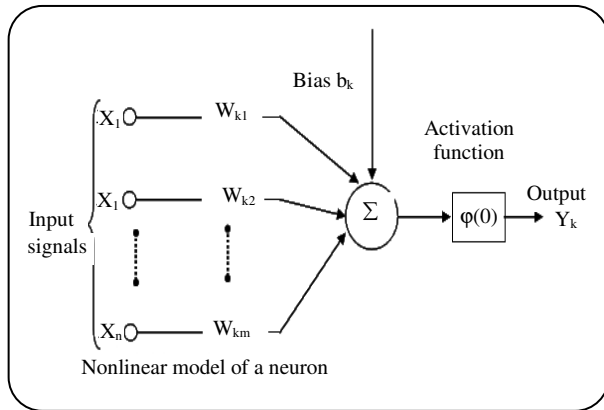 Bias bk
Activation
function
Input
signals
X1
Wk1
X1
Wk2
Xn
Wkm
Σ
φ(0)
Output
Yk
Nonlinear model of a neuron